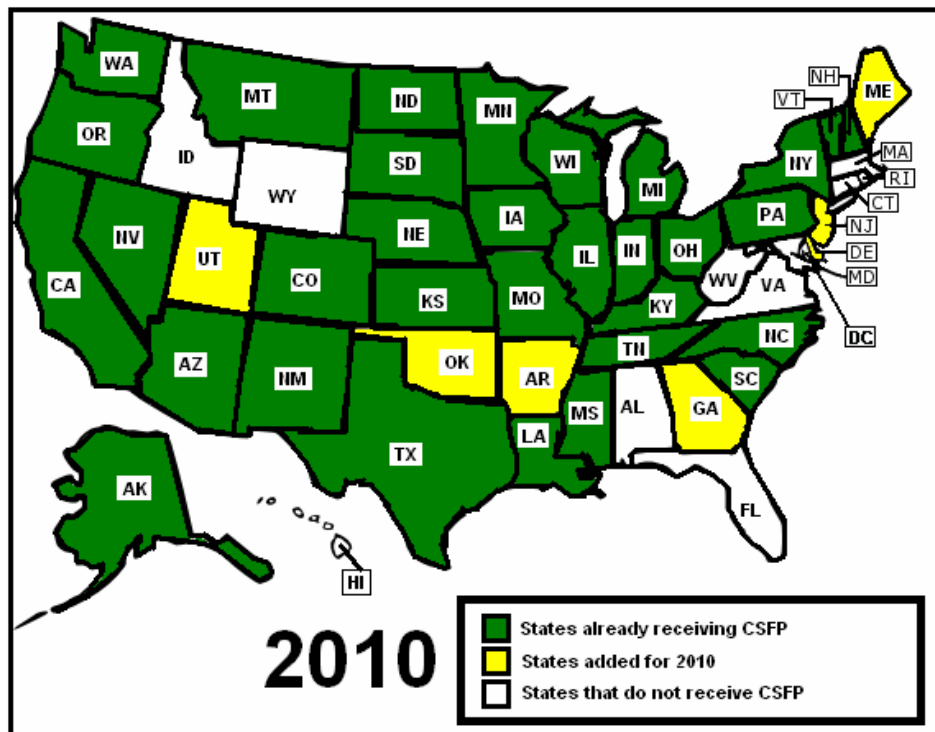 WA
MT
ND
MN
NH
ME
VT
OR
ID
SD
WI
MI
NY
MA
RI
WY
CT
NV
NE
IA
PA
NJ
CA
UT
CO
IL
IN
OH
DE
MD
KS
MO
WV
VA
KY
DC
AZ
NM
OK
AR
TN
NC
SC
TX
LA
MS
AL
GA
AK
FL
HI
2010
States already receiving CSFP
States added for 2010
States that do not receive CSFP